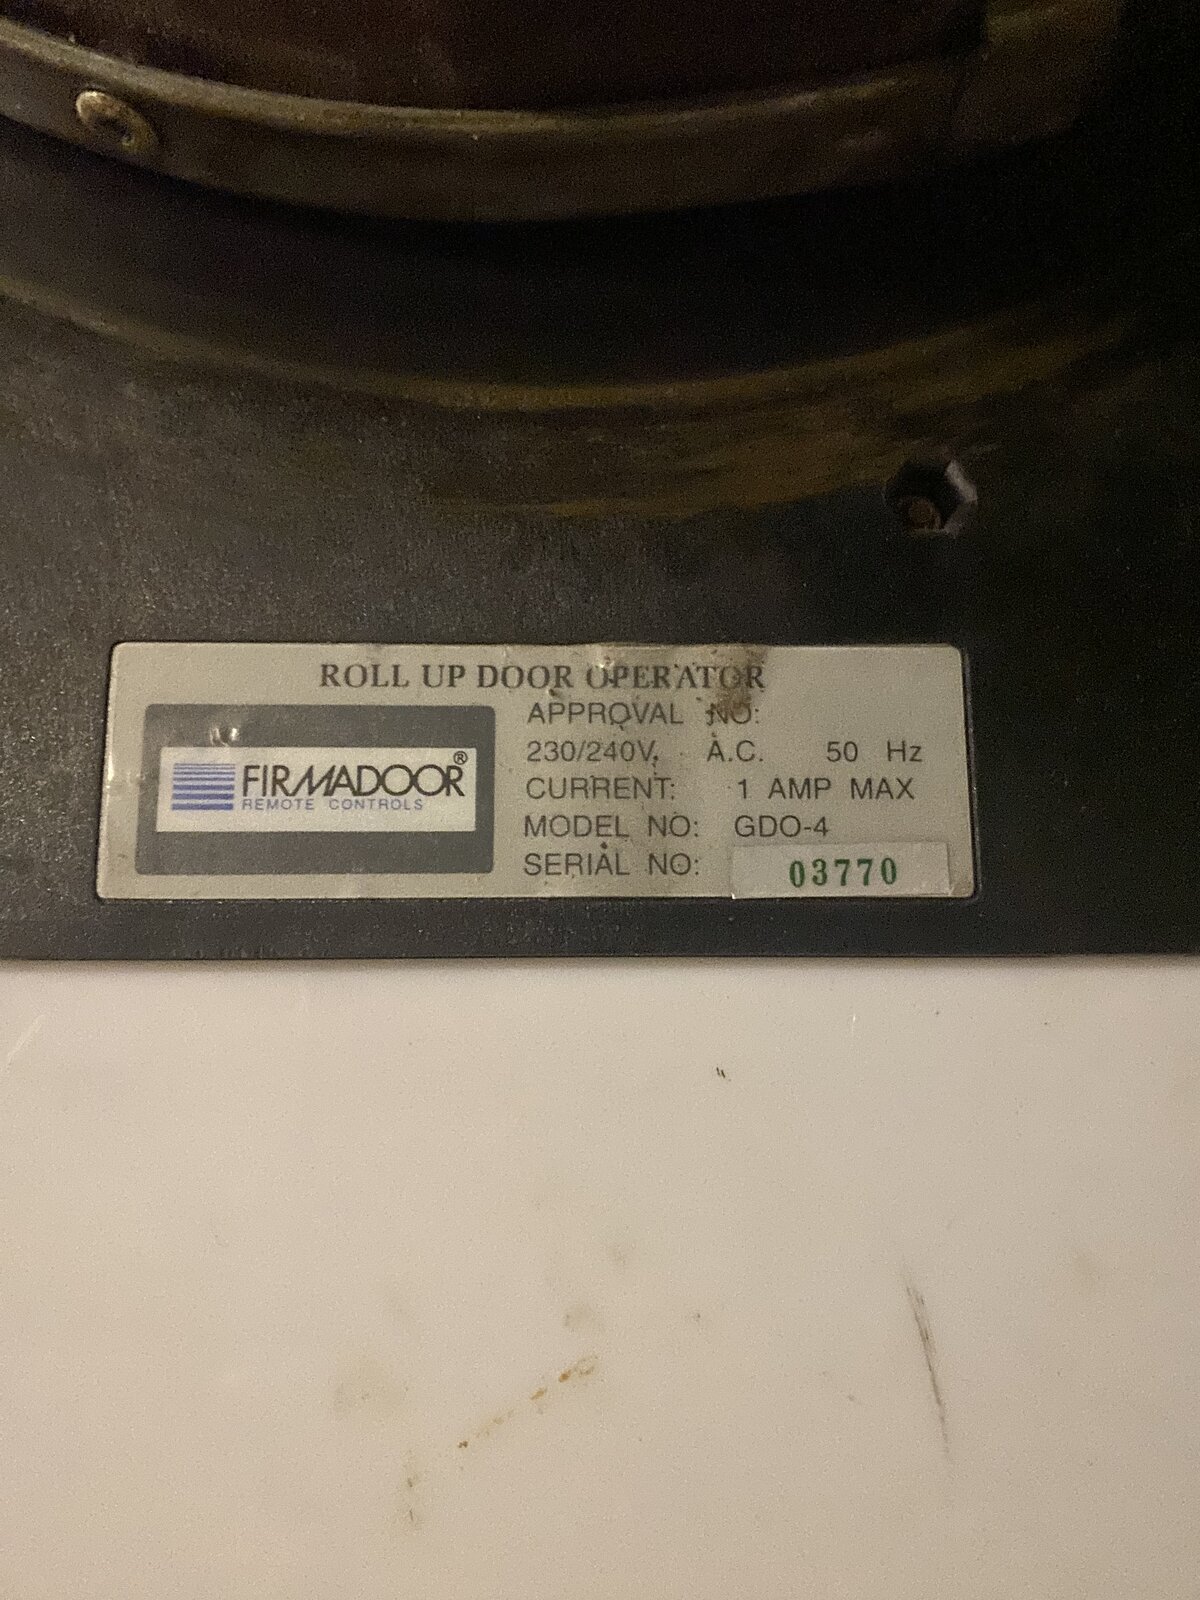 ROLL UP DOOR OPERATOR
FIRMADOOR®
REMOTE CONTROLS
APPROVAL NO:
230/240V, A.C. 50 Hz
CURRENT: 1 AMP MAX
MODEL NO: GDO-4
SERIAL NO: 03770